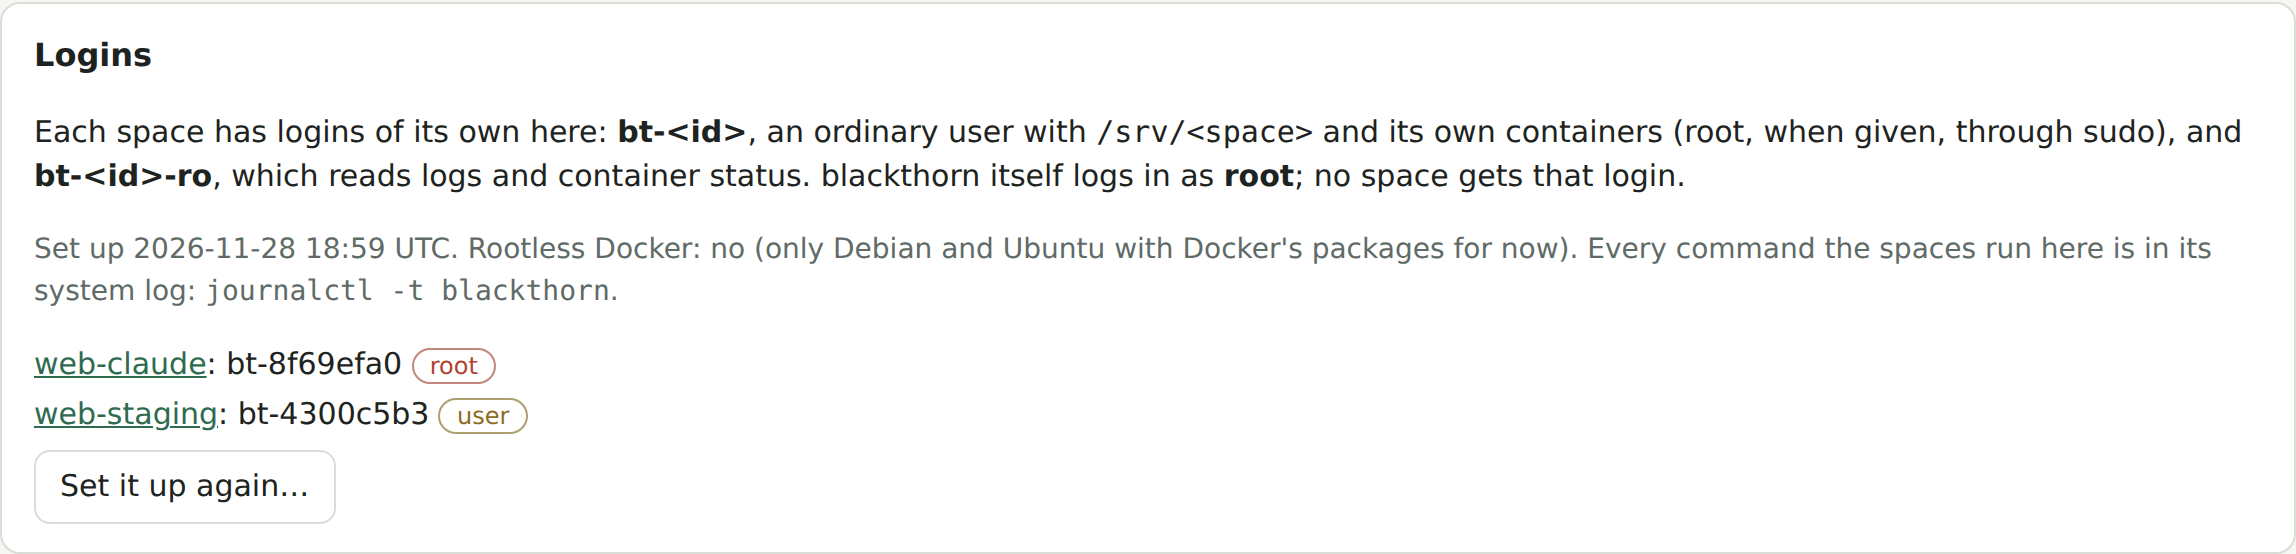 Logins
Each space has logins of its own here: bt-<id>, an ordinary user with /srv/<space> and its own containers (root, when given, through sudo), and
bt-<id>-ro, which reads logs and container status. blackthorn itself logs in as root; no space gets that login.
Set up 2026-11-28 18:59 UTC. Rootless Docker: no (only Debian and Ubuntu with Docker's packages for now). Every command the spaces run here is in its
system log: journalctl -t blackthorn.
web-claude: bt-8f69efa0 root
web-staging: bt-4300c5b3 user
Set it up again...